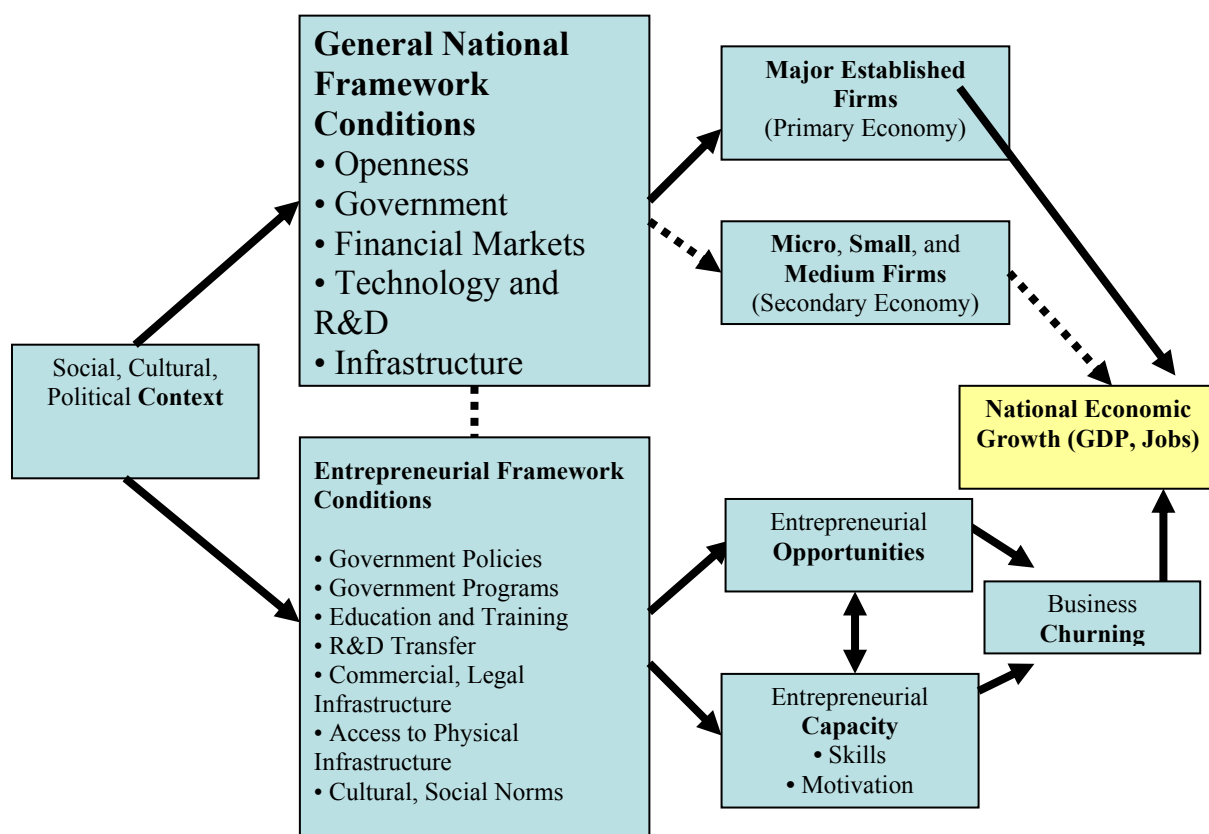 General National
Framework
Conditions
• Openness
• Government
• Financial Markets
• Technology and
R&D
• Infrastructure
Major Established
Firms
(Primary Economy)
Micro, Small, and
Medium Firms
(Secondary Economy)
Social, Cultural,
Political Context
National Economic
Growth (GDP, Jobs)
Entrepreneurial Framework
Conditions
• Government Policies
• Government Programs
• Education and Training
• R&D Transfer
• Commercial, Legal
Infrastructure
• Access to Physical
Infrastructure
• Cultural, Social Norms
Entrepreneurial
Opportunities
Business
Churning
Entrepreneurial
Capacity
• Skills
• Motivation